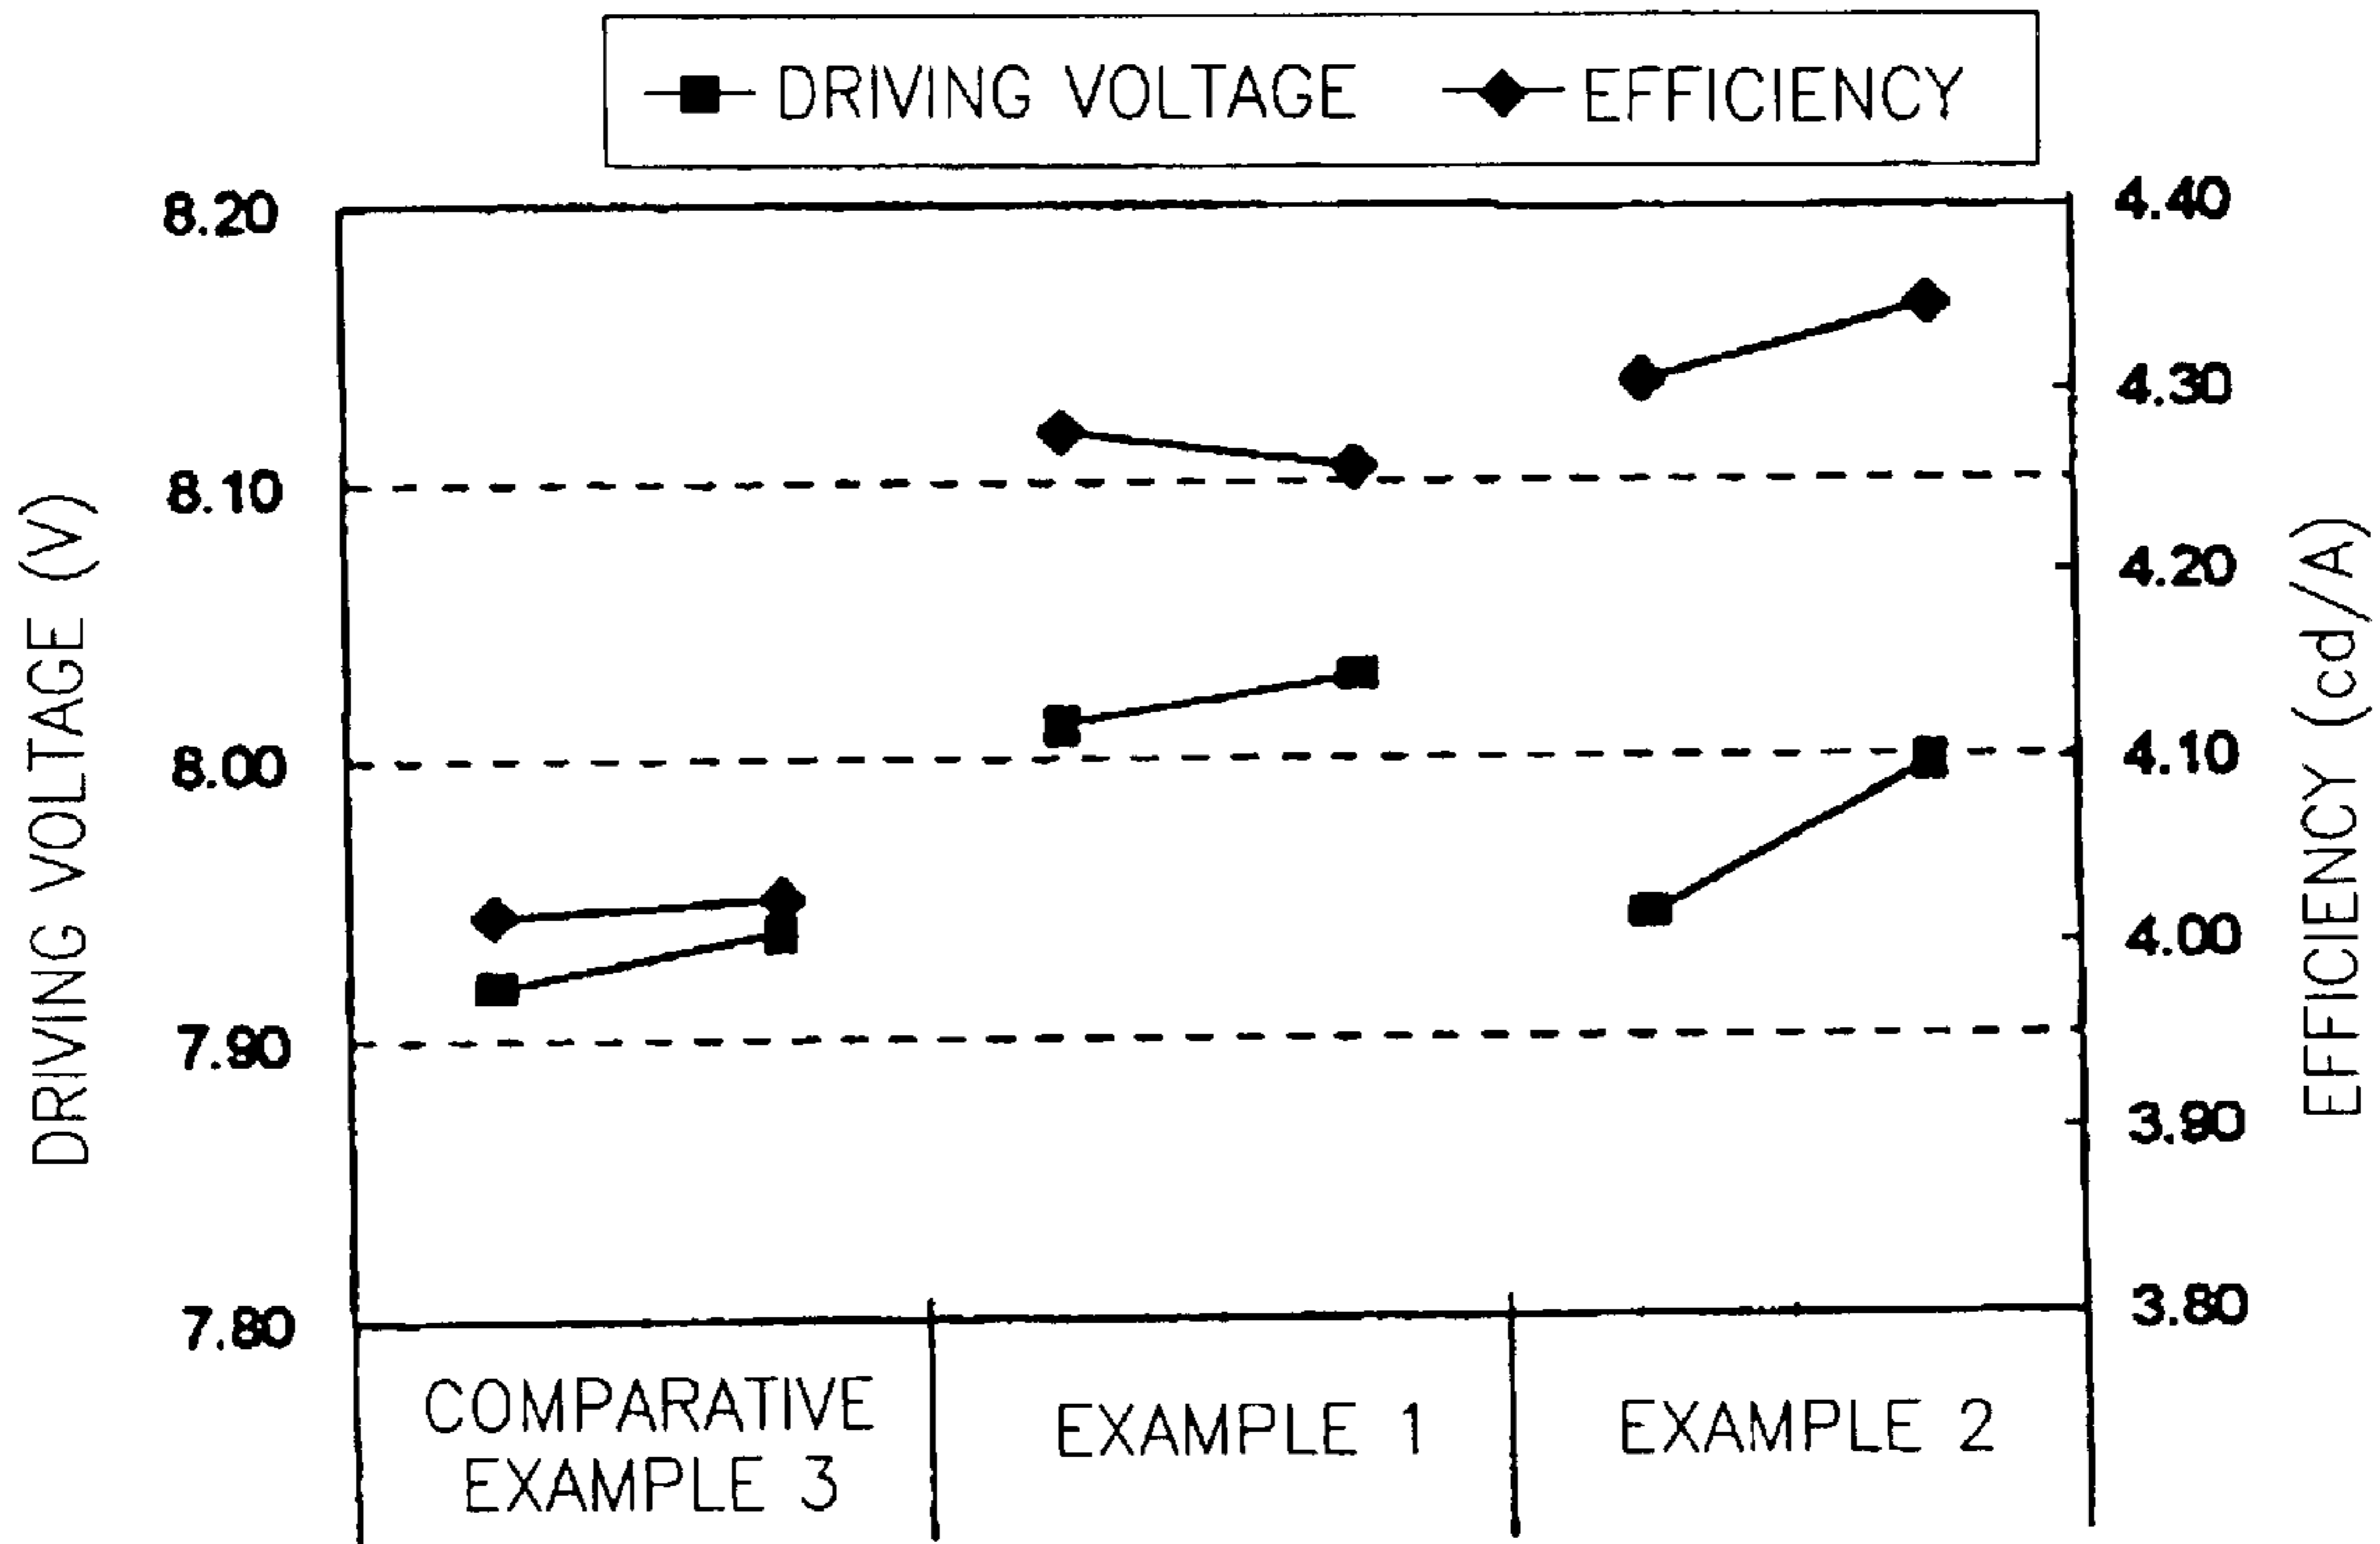 DRIVING VOLTAGE EFFICIENCY
8.20
8.10
8.00
7.90
7.80
DRIVING VOLTAGE (V)
4.40
4.30
4.20
4.10
4.00
3.90
3.80
EFFICIENCY (cd/A)
COMPARATIVE
EXAMPLE 3
EXAMPLE 1
EXAMPLE 2